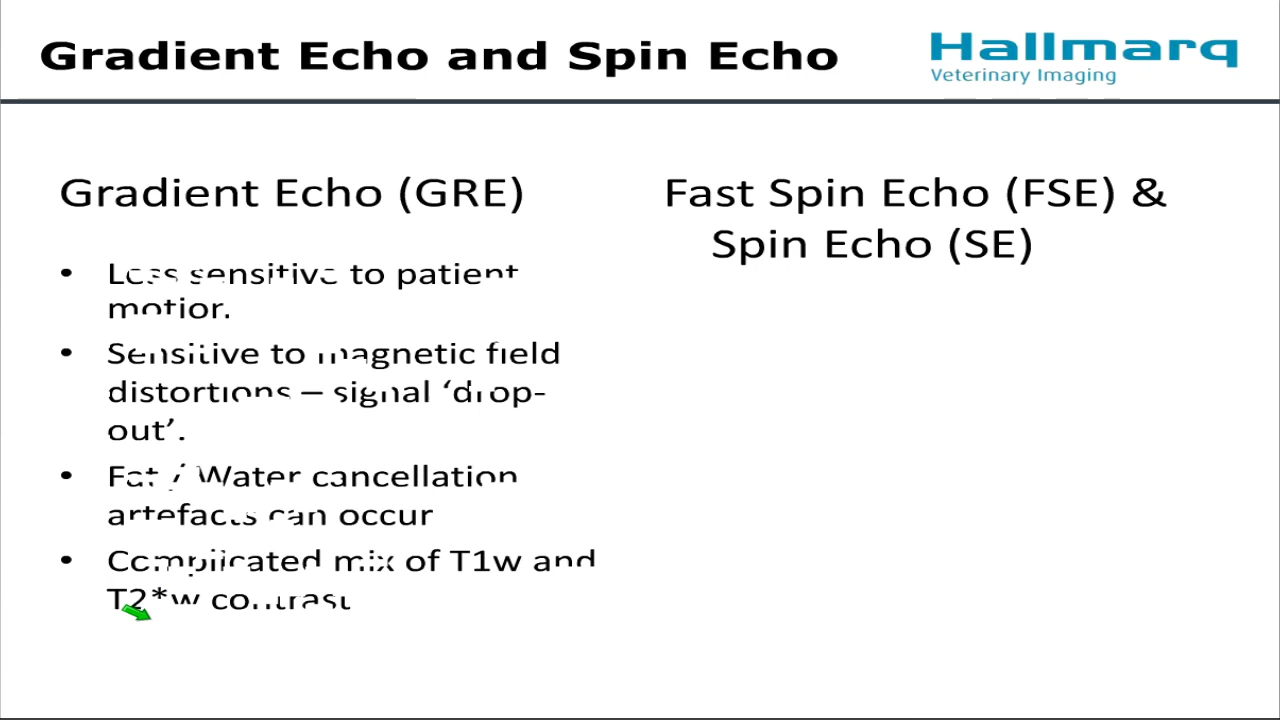 Gradient Echo and Spin Echo
Hallmarq
Veterinary Imaging
Gradient Echo (GRE)
Fast Spin Echo (FSE) &
Spin Echo (SE)
• Less sensitive to patient
motion.
• Sensitive to magnetic field
distortions – signal ‘drop-
out’.
• Fat / Water cancellation
artefacts can occur
• Complicated mix of T1w and
T2*w contrast